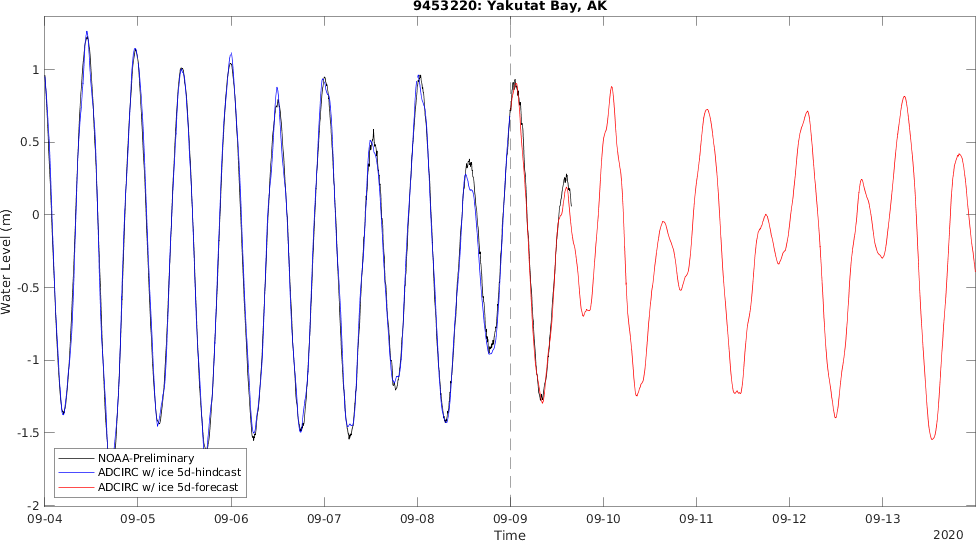 9453220: Yakutat Bay, AK
Water Level (m)
1
0.5
0
-0.5
-1
-1.5
-2
NOAA-Preliminary
ADCIRC w/ ice 5d-hindcast
ADCIRC w/ ice 5d-forecast
09-04 09-05 09-06 09-07 09-08 09-09 09-10 09-11 09-12 09-13
Time
2020